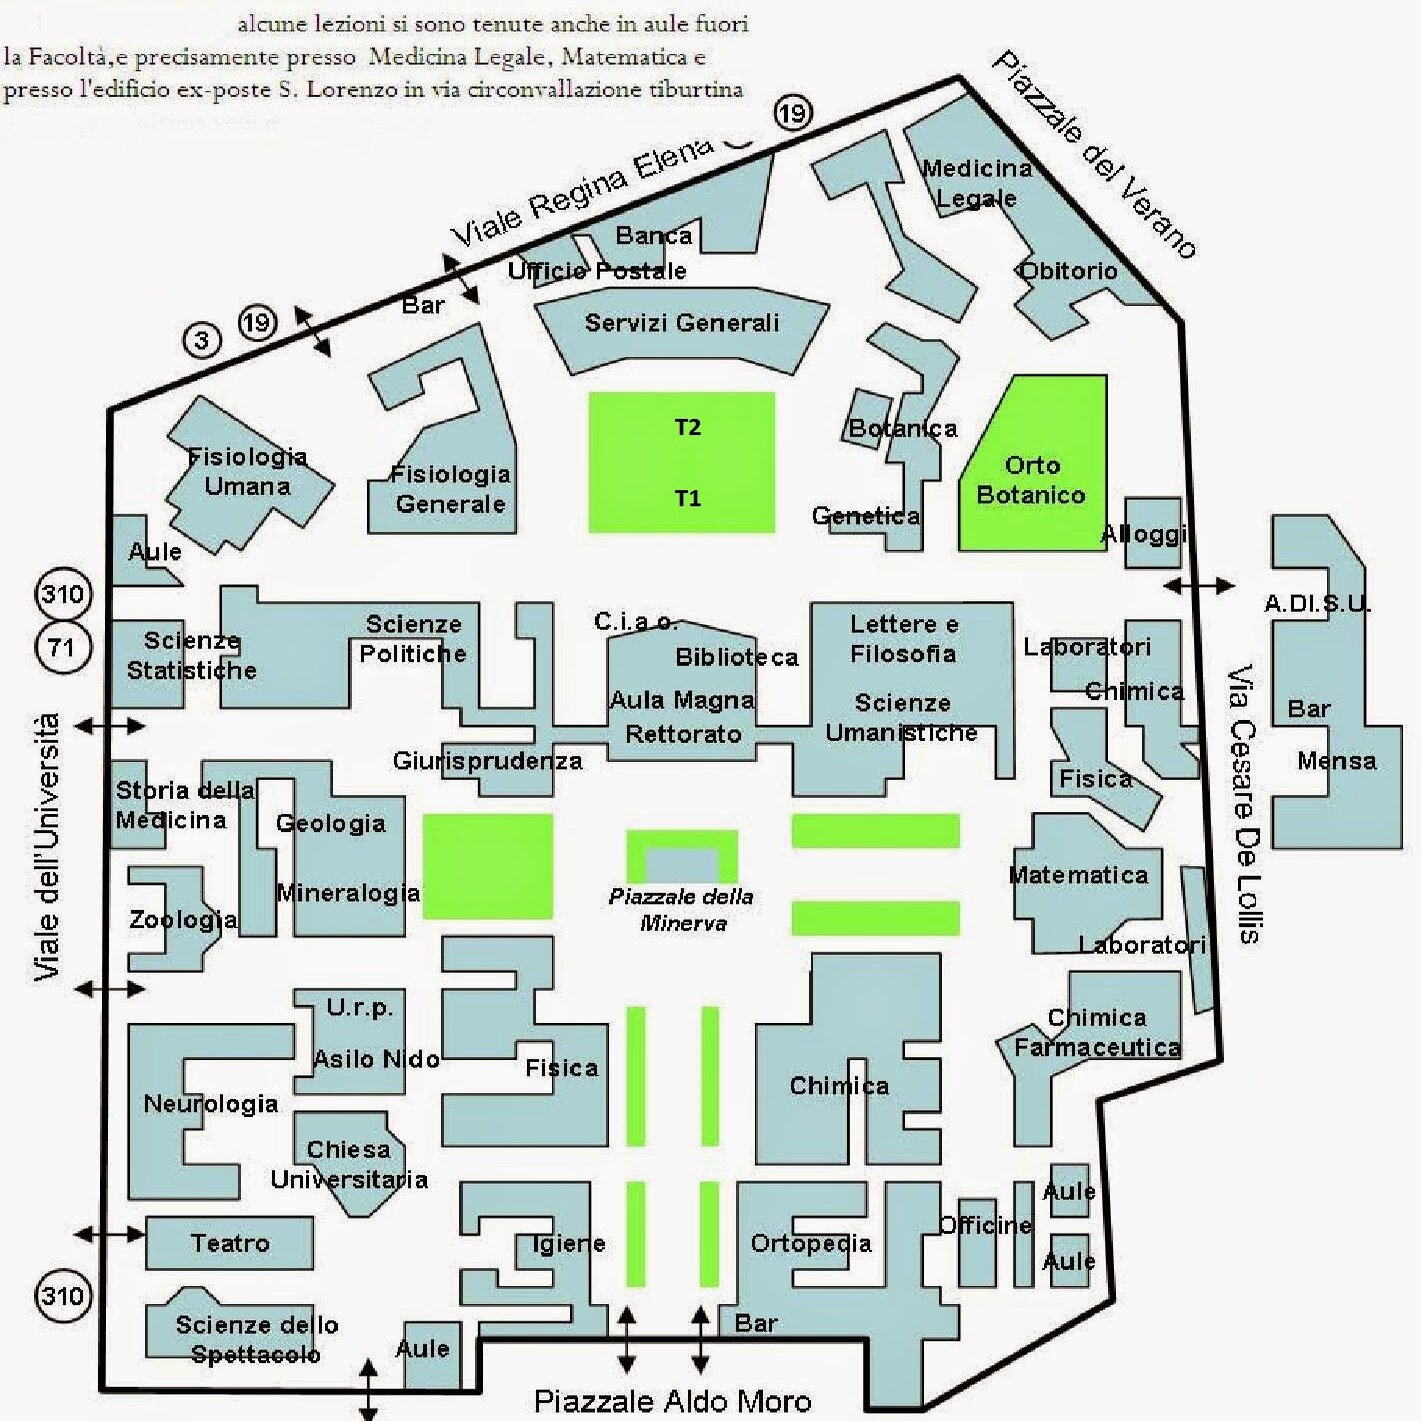 alcune lezioni si sono tenute anche in aule fuori
la Facoltà,e precisamente presso Medicina Legale, Matematica e
presso l'edificio ex-poste S. Lorenzo in via circonvallazione tiburtina
19
Piazzale del Verano
Viale Regina Elena
Medicina
Legale
Banca
Ufficio Postale
Obitorio
Bar
3
19
Servizi Generali
T2
T1
Botanica
Fisiologia
Umana
Fisiologia
Generale
Orto
Botanico
Genetica
Alloggi
Aule
310
71
Scienze
Statistiche
Scienze
Politiche
C.i.a.o.
Biblioteca
Aula Magna
Rettorato
Lettere e
Filosofia
Scienze
Umanistiche
Laboratori
Chimica
A.DI.S.U.
Bar
Mensa
Via Cesare De Lollis
Viale dell'Università
Giurisprudenza
Fisica
Storia della
Medicina
Geologia
Mineralogia
Zoologia
Piazzale della
Minerva
Matematica
Laboratori
U.r.p.
Asilo Nido
Fisica
Chimica
Chimica
Farmaceutica
Neurologia
Chiesa
Universitaria
Teatro
Igiene
Ortopedia
Officine
Aule
Aule
310
Scienze dello
Spettacolo
Aule
Bar
Piazzale Aldo Moro